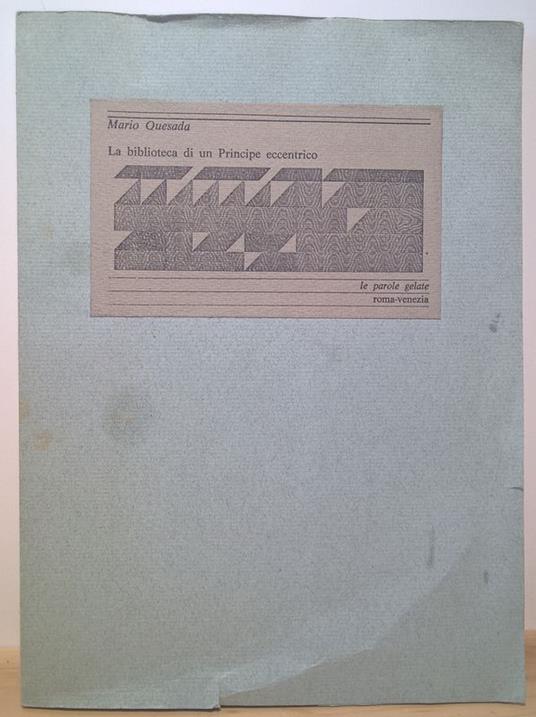 Mario Quesada
La biblioteca di un Principe eccentrico
le parole gelate
roma-venezia